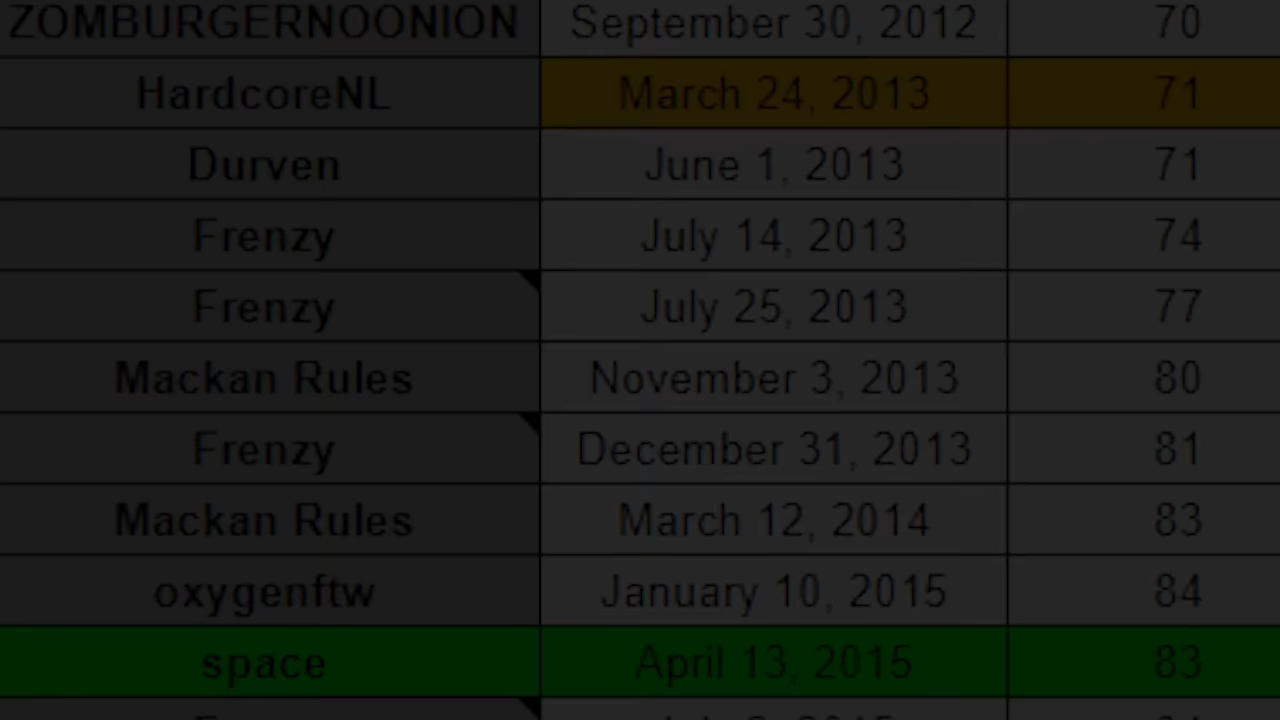 ZOMBURGERNOONION September 30, 2012 70
HardcoreNL March 24, 2013 71
Durven June 1, 2013 71
Frenzy July 14, 2013 74
Frenzy July 25, 2013 77
Mackan Rules November 3, 2013 80
Frenzy December 31, 2013 81
Mackan Rules March 12, 2014 83
oxygenftw January 10, 2015 84
space April 13, 2015 83